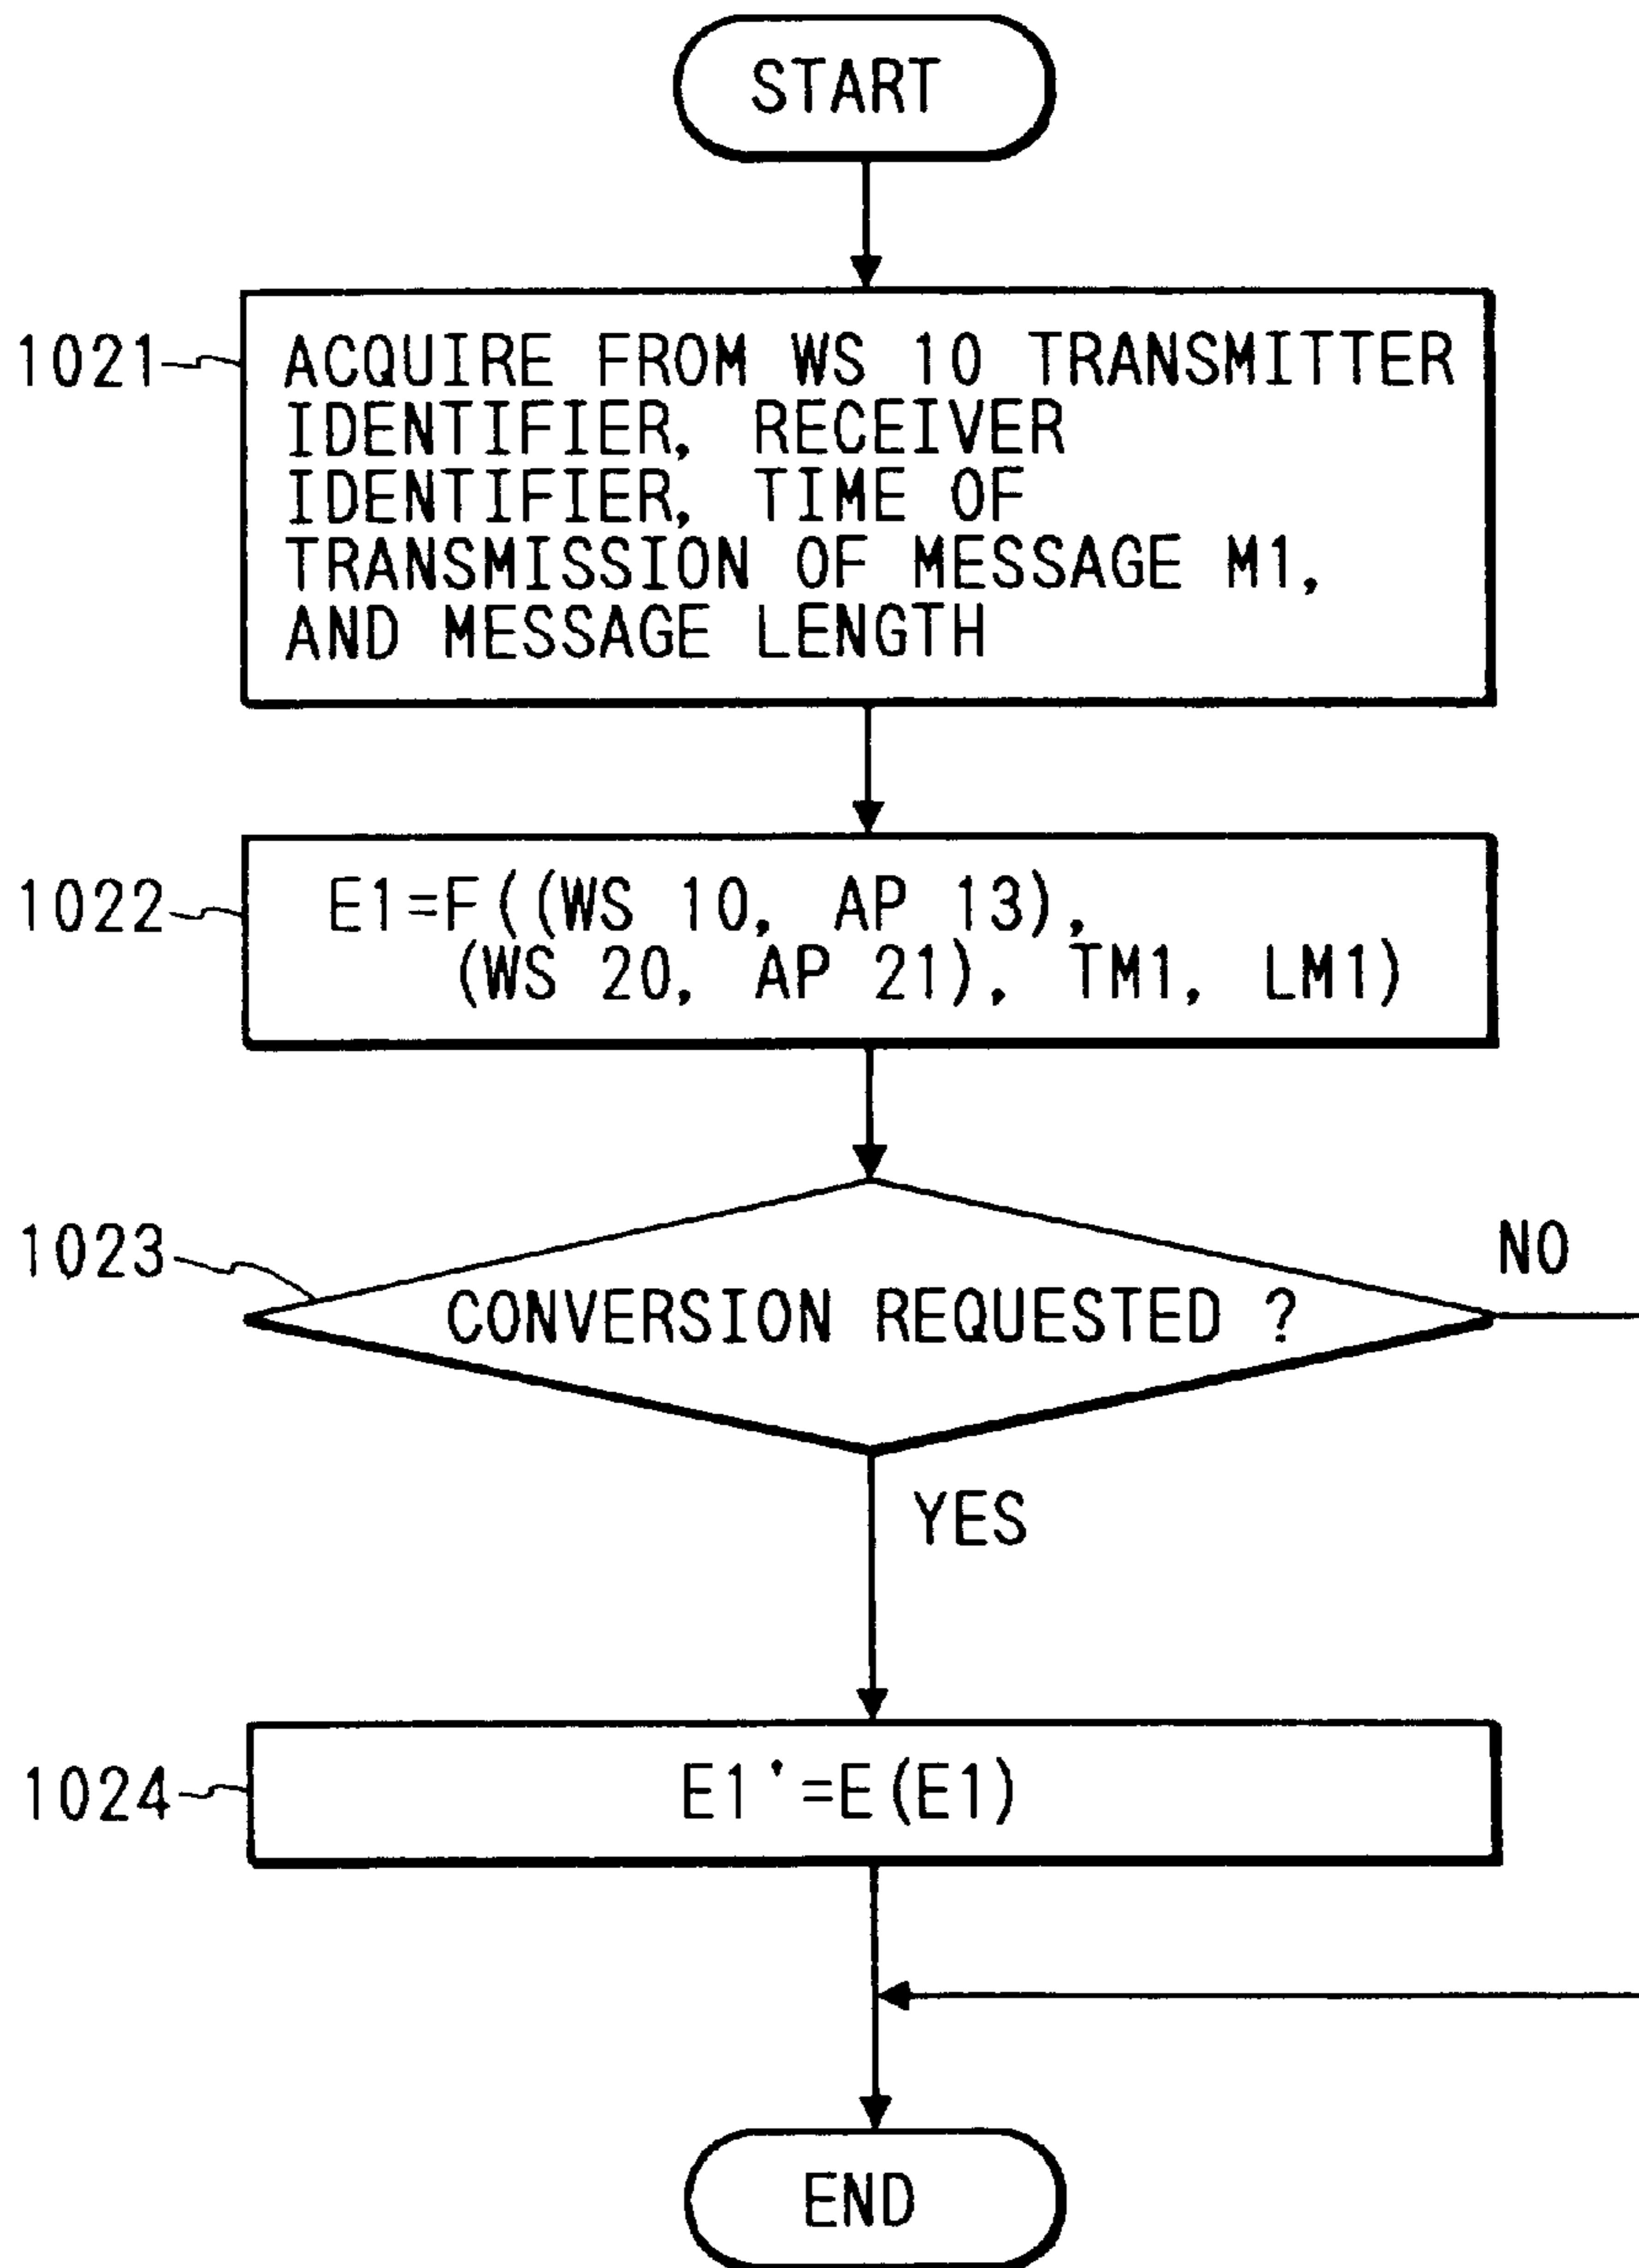 START
1021
ACQUIRE FROM WS 10 TRANSMITTER
IDENTIFIER, RECEIVER
IDENTIFIER, TIME OF
TRANSMISSION OF MESSAGE M1,
AND MESSAGE LENGTH
1022
E1=F((WS 10, AP 13),
(WS 20, AP 21), TM1, LM1)
1023
CONVERSION REQUESTED ?
NO
YES
1024
E1'=E(E1)
END